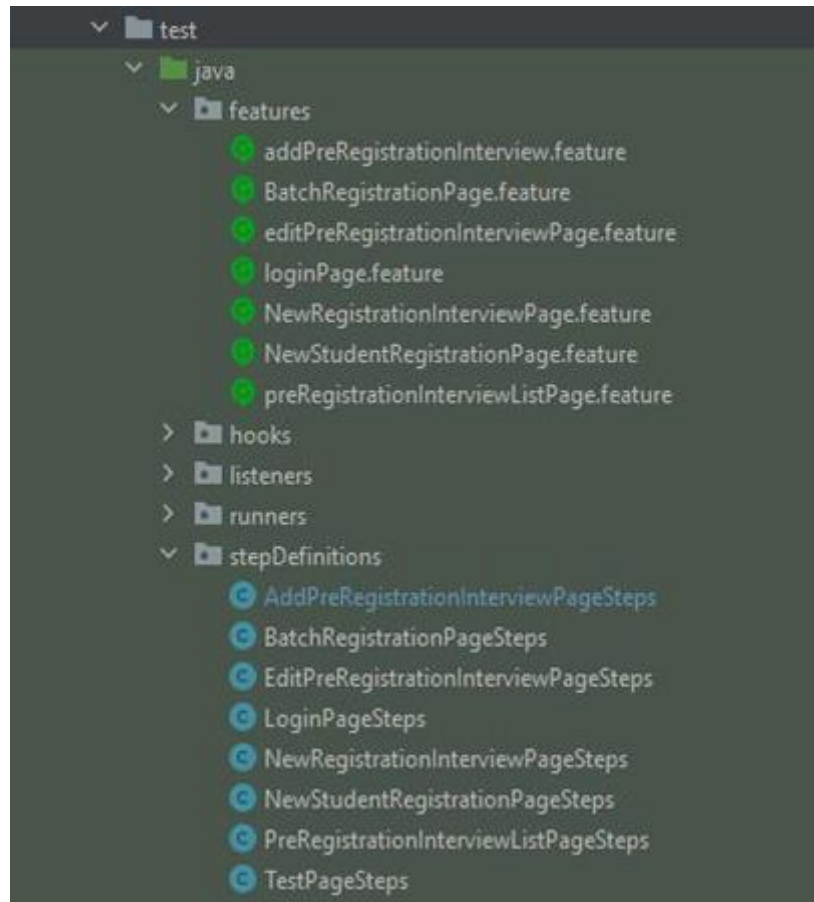 test
java
features
addPreRegistrationInterview.feature
BatchRegistrationPage.feature
editPreRegistrationInterviewPage.feature
loginPage.feature
NewRegistrationInterviewPage.feature
NewStudentRegistrationPage.feature
preRegistrationInterviewListPage.feature
hooks
listeners
runners
stepDefinitions
AddPreRegistrationInterviewPageSteps
BatchRegistrationPageSteps
EditPreRegistrationInterviewPageSteps
LoginPageSteps
NewRegistrationInterviewPageSteps
NewStudentRegistrationPageSteps
PreRegistrationInterviewListPageSteps
TestPageSteps